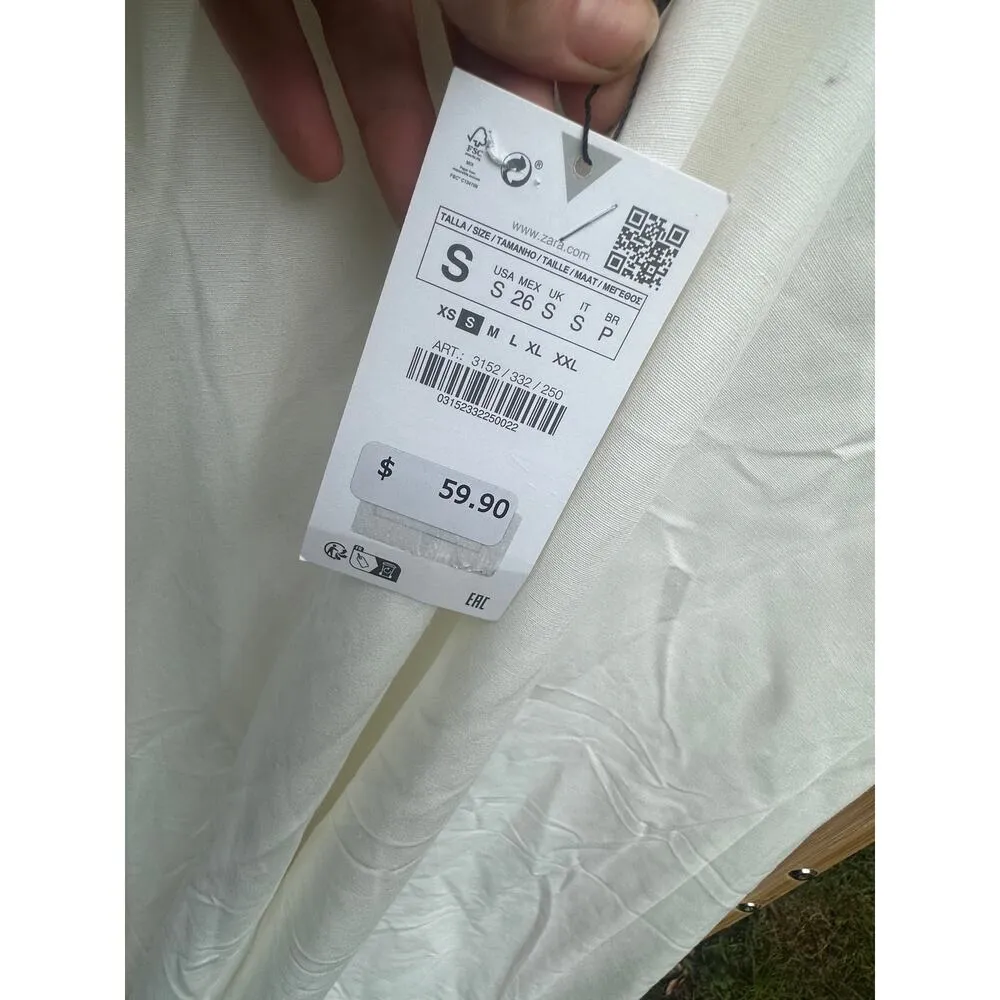 FSC
MIX
®
www.zara.com
TALLA / SIZE / TAMANHO / TAILLE / MAAT / ΜΕΓΕΘΟΣ
S
USA MEX UK IT BR
S 26 S S P
XS S M L XL XXL
ART.: 3152 / 332 / 250
03152332250022
$ 59.90
FR
EAC